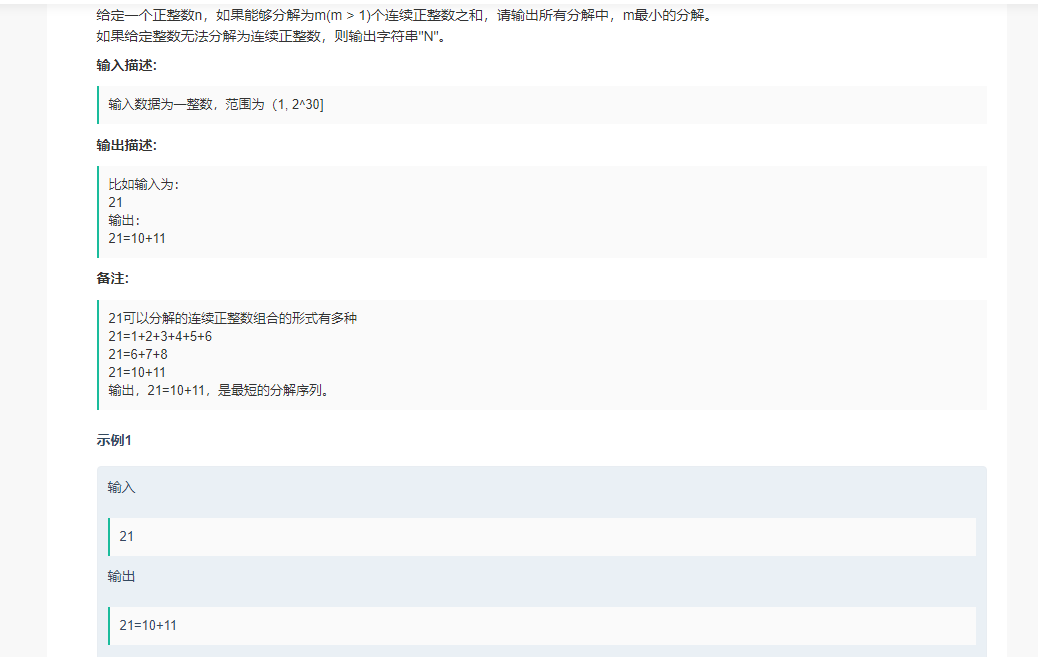 给定一个正整数n，如果能够分解为m(m > 1)个连续正整数之和，请输出所有分解中，m最小的分解。
如果给定整数无法分解为连续正整数，则输出字符串"N"。
输入描述：
输入数据为一整数，范围为（1, 2^30]
输出描述：
比如输入为：
21
输出：
21=10+11
备注：
21可以分解的连续正整数组合的形式有多种
21=1+2+3+4+5+6
21=6+7+8
21=10+11
输出，21=10+11，是最短的分解序列。
示例1
输入
21
输出
21=10+11